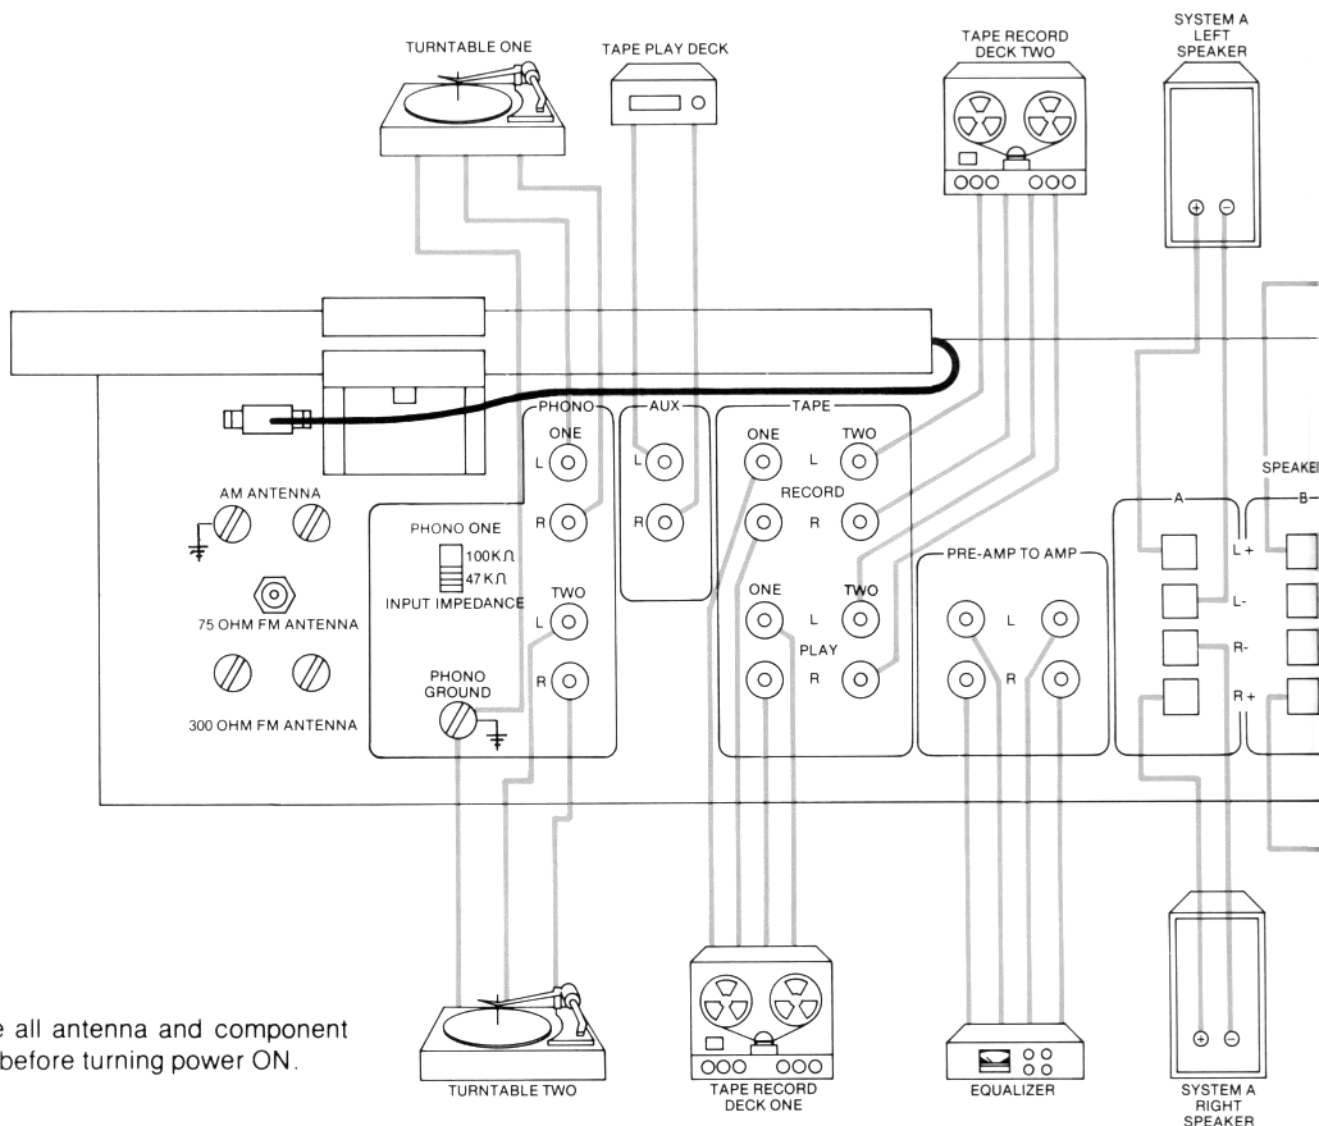 TURNTABLE ONE
TAPE PLAY DECK
TAPE RECORD
DECK TWO
SYSTEM A
LEFT
SPEAKER
PHONO
AUX
TAPE
ONE
L
R
L
R
ONE
L
TWO
RECORD
R
ONE
L
TWO
PLAY
R
AM ANTENNA
75 OHM FM ANTENNA
300 OHM FM ANTENNA
PHONO ONE
100KΩ
47KΩ
INPUT IMPEDANCE
TWO
L
R
PHONO
GROUND
PRE-AMP TO AMP
L
R
A
B
L+
L-
R-
R+
e all antenna and component
before turning power ON.
TURNTABLE TWO
TAPE RECORD
DECK ONE
EQUALIZER
SYSTEM A
RIGHT
SPEAKER